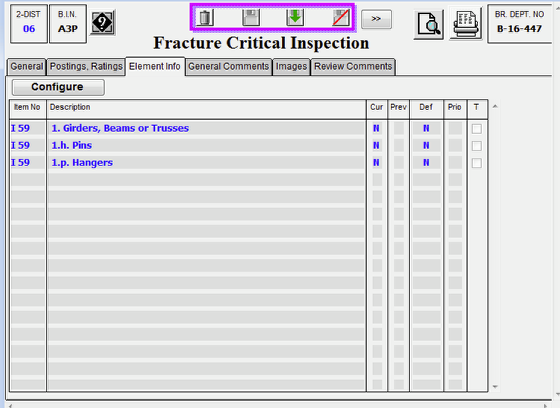 2-DIST
06
B.I.N.
A3P
>>
BR. DEPT. NO
B-16-447
Fracture Critical Inspection
General Postings, Ratings Element Info General Comments Images Review Comments
Configure
Item No Description Cur Prev Def Prio T
I 59 1. Girders, Beams or Trusses N N
I 59 1.h. Pins N N
I 59 1.p. Hangers N N